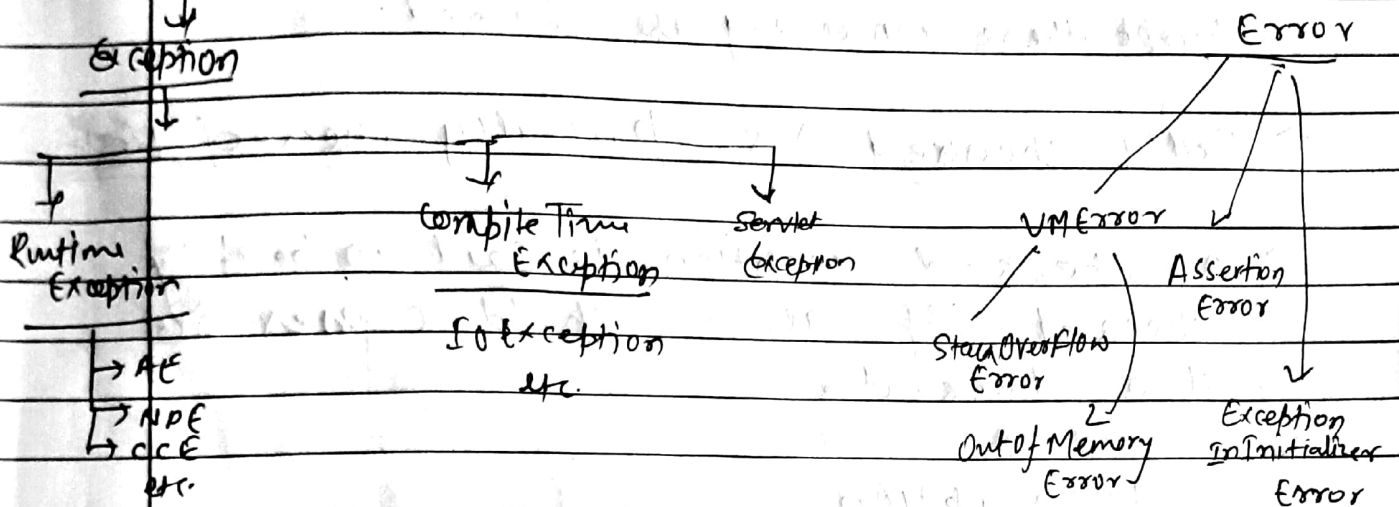 Exception
Error
Runtime
Exception
Compile Time
Exception
Servlet
Exception
VMError
Assertion
Error
IOException
etc.
StackOverFlow
Error
→ AE
→ NPE
→ CCE
etc.
OutOfMemory
Error
Exception
InInitializer
Error